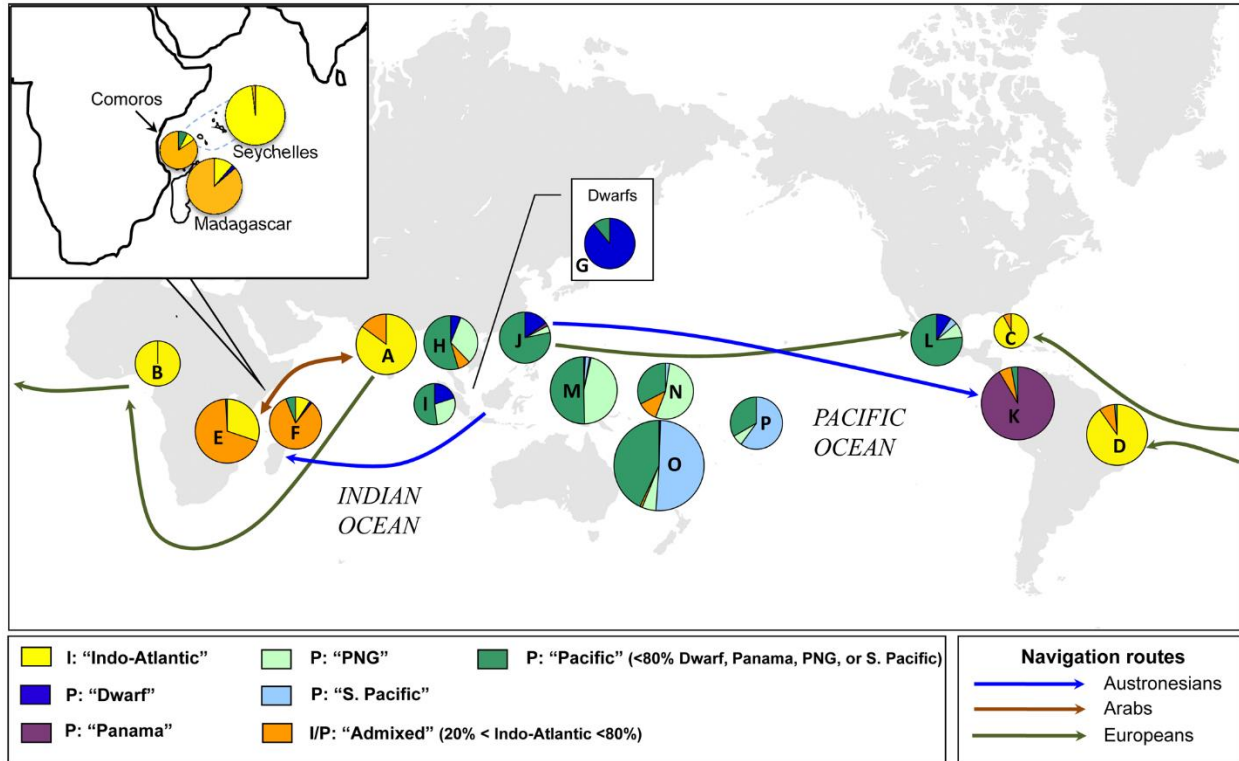 Comoros
Seychelles
Madagascar
Dwarfs
G
A
B
H
J
L
C
I
M
N
K
E
F
P
D
O
PACIFIC
OCEAN
INDIAN
OCEAN
I: “Indo-Atlantic”
P: “PNG”
P: “Pacific” (<80% Dwarf, Panama, PNG, or S. Pacific)
P: “Dwarf”
P: “S. Pacific”
P: “Panama”
I/P: “Admixed” (20% < Indo-Atlantic <80%)
Navigation routes
Austronesians
Arabs
Europeans